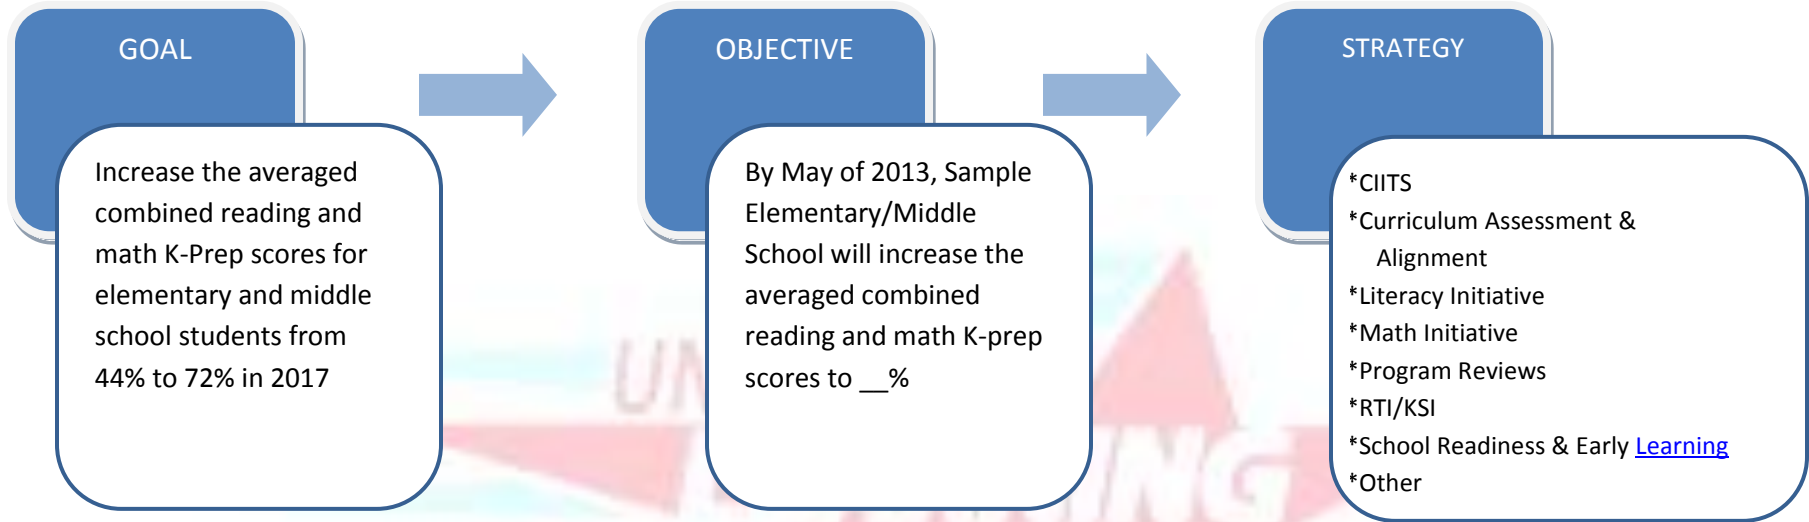 GOAL
Increase the averaged
combined reading and
math K-Prep scores for
elementary and middle
school students from
44% to 72% in 2017
OBJECTIVE
By May of 2013, Sample
Elementary/Middle
School will increase the
averaged combined
reading and math K-prep
scores to __%
STRATEGY
*CIITS
*Curriculum Assessment &
Alignment
*Literacy Initiative
*Math Initiative
*Program Reviews
*RTI/KSI
*School Readiness & Early Learning
*Other